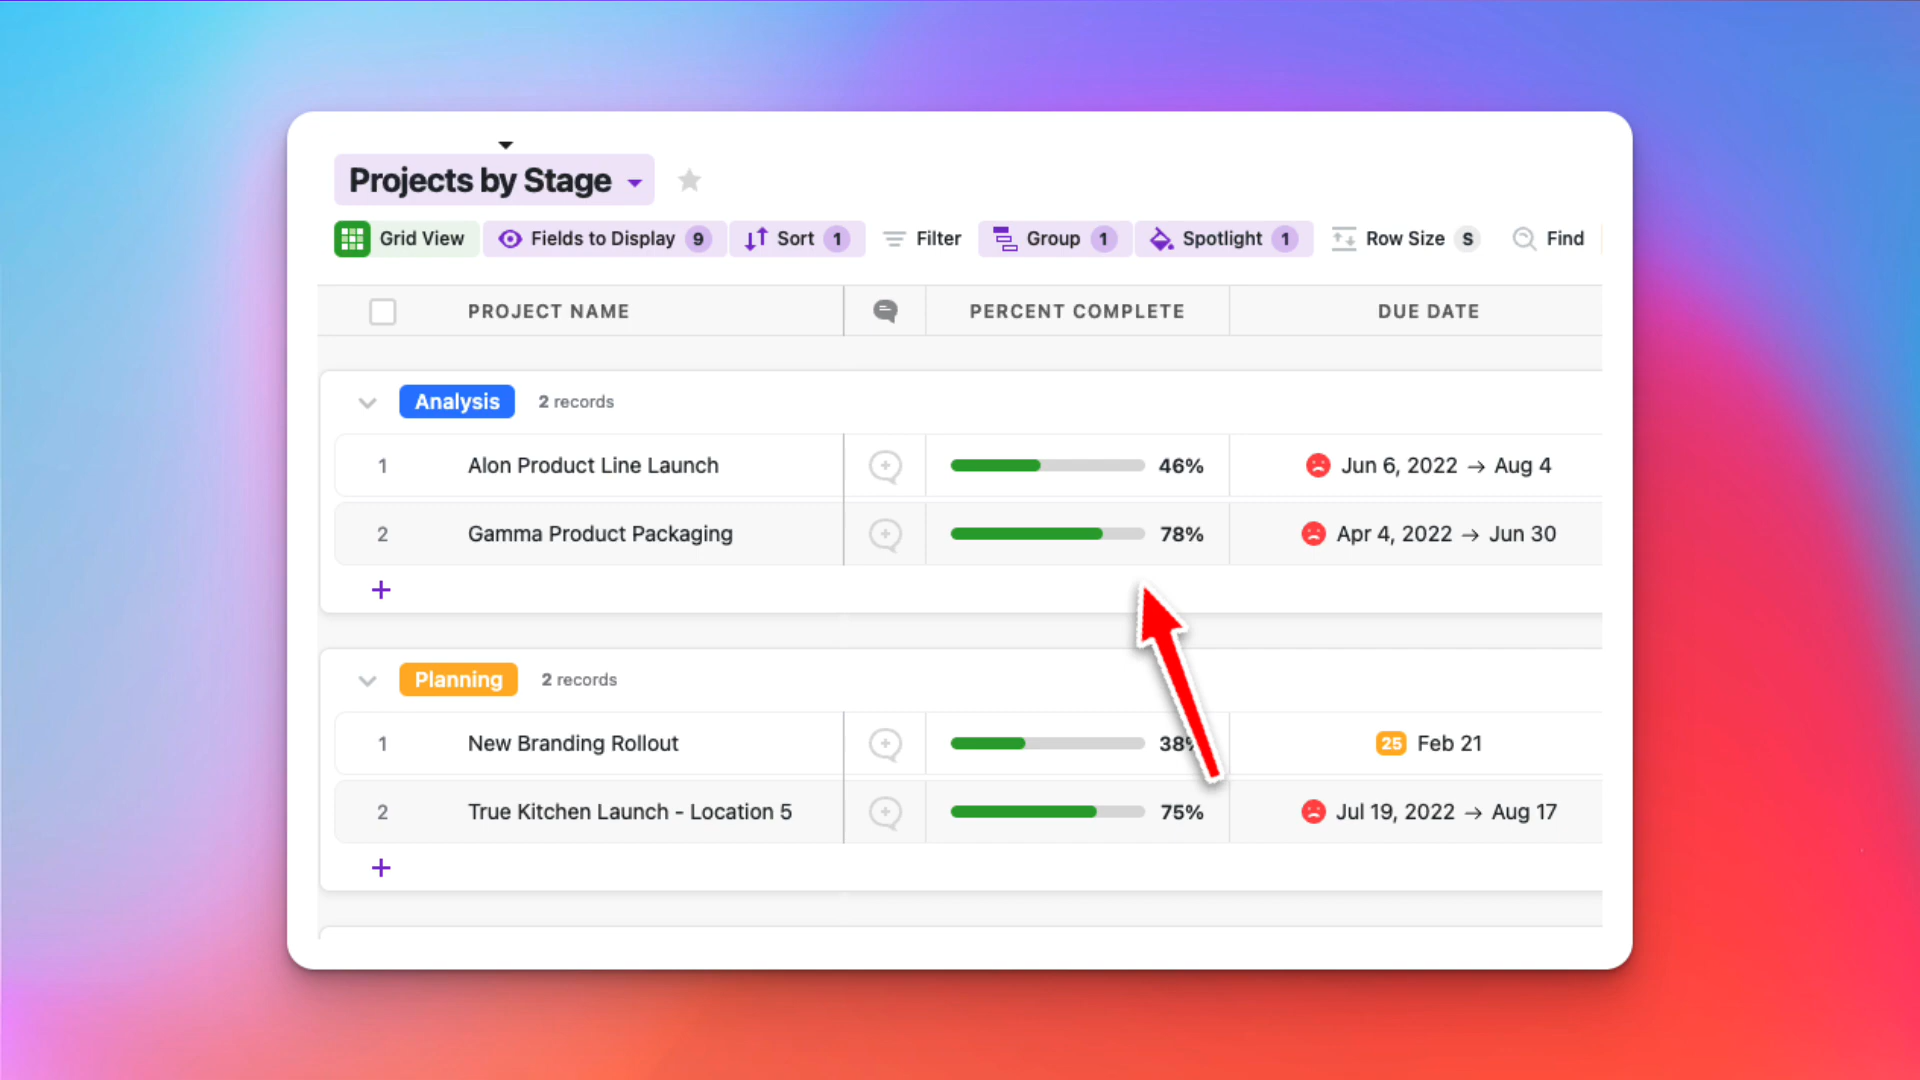 Projects by Stage
Grid View Fields to Display 9 Sort 1 Filter Group 1 Spotlight 1 Row Size S Find
PROJECT NAME PERCENT COMPLETE DUE DATE
Analysis 2 records
1 Alon Product Line Launch 46% Jun 6, 2022 → Aug 4
2 Gamma Product Packaging 78% Apr 4, 2022 → Jun 30
+
Planning 2 records
1 New Branding Rollout 38% 25 Feb 21
2 True Kitchen Launch - Location 5 75% Jul 19, 2022 → Aug 17
+